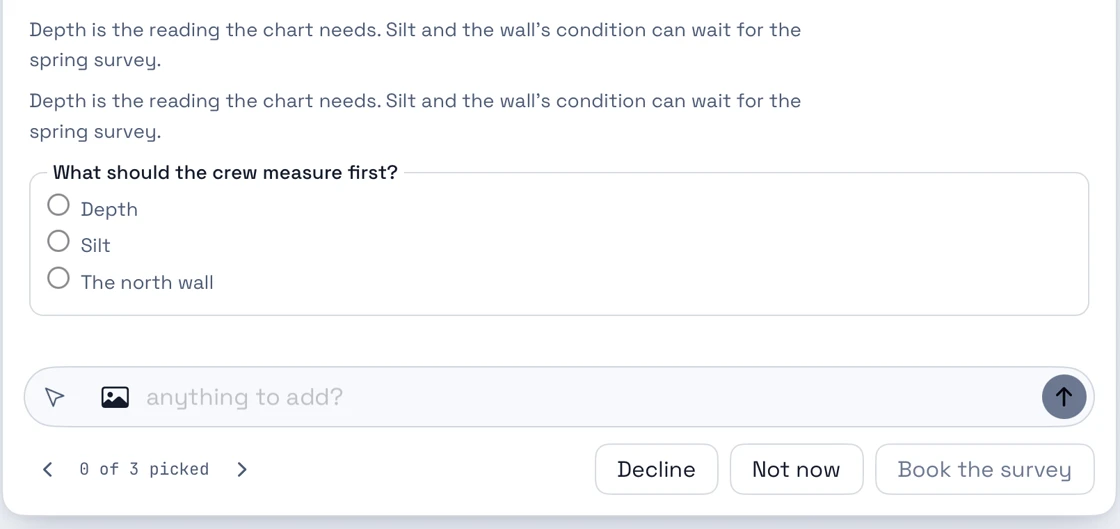 Depth is the reading the chart needs. Silt and the wall’s condition can wait for the
spring survey.
Depth is the reading the chart needs. Silt and the wall’s condition can wait for the
spring survey.
What should the crew measure first?
Depth
Silt
The north wall
anything to add?
0 of 3 picked
Decline
Not now
Book the survey